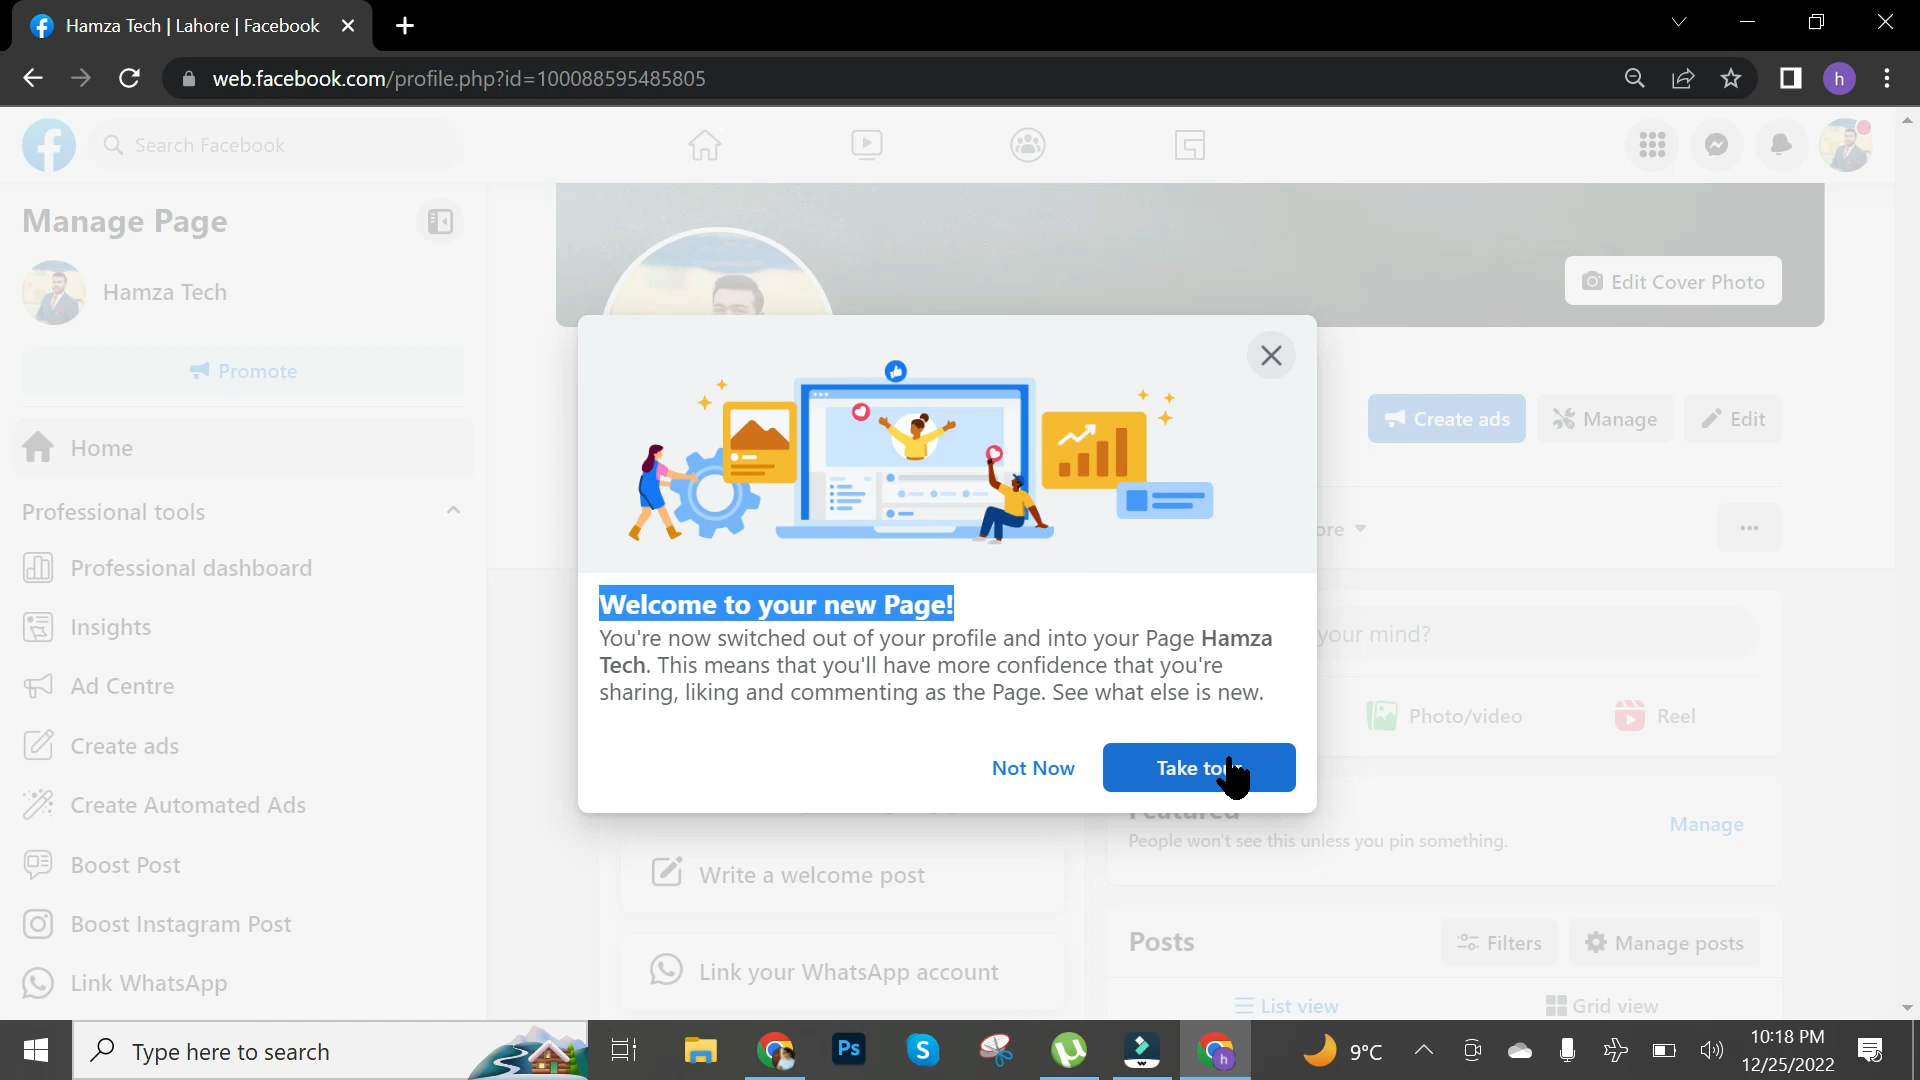 Hamza Tech | Lahore | Facebook
web.facebook.com/profile.php?id=100088595485805
h
Search Facebook
Manage Page
Hamza Tech
Promote
Home
Professional tools
Professional dashboard
Insights
Ad Centre
Create ads
Create Automated Ads
Boost Post
Boost Instagram Post
Link WhatsApp
Edit Cover Photo
Create ads
Manage
Edit
Welcome to your new Page!
You're now switched out of your profile and into your Page Hamza
Tech. This means that you'll have more confidence that you're
sharing, liking and commenting as the Page. See what else is new.
Not Now
Take tour
your mind?
Photo/video
Reel
Featured
People won't see this unless you pin something.
Manage
Write a welcome post
Link your WhatsApp account
Posts
Filters
Manage posts
List view
Grid view
Type here to search
Ps
S
h
9°C
10:18 PM
12/25/2022